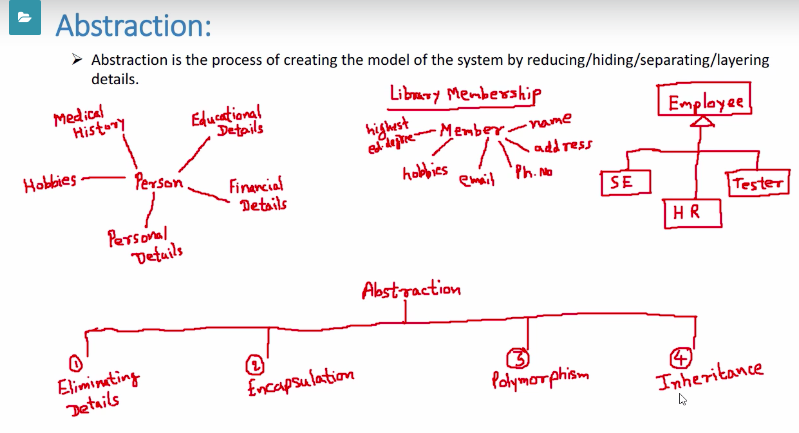 Abstraction:
➢ Abstraction is the process of creating the model of the system by reducing/hiding/separating/layering
details.
Medical
History
Educational
Details
Hobbies
Person
Financial
Details
Personal
Details
Library Membership
highest
ed. degree
Member
name
address
hobbies
email
Ph. No
Employee
SE
HR
Tester
Abstraction
1
Eliminating
Details
2
Encapsulation
3
Polymorphism
4
Inheritance